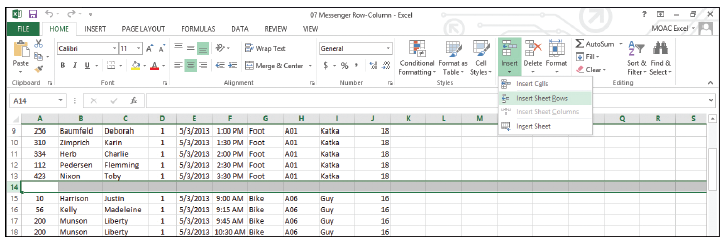 07 Messenger Row-Column - Excel
FILE HOME INSERT PAGE LAYOUT FORMULAS DATA REVIEW VIEW MOAC Excel
Calibri 11 A A Wrap Text General AutoSum
Fill
Paste B I U Merge & Center $ % , Conditional Format as Cell Insert Delete Format Clear Sort & Find &
Formatting Table Styles Filter Select
Clipboard Font Alignment Number Styles Editing
Insert Cells
Insert Sheet Rows
Insert Sheet Columns
Insert Sheet
A14 fx
A B C D E F G H I J K L M Q R S
9 256 Baumfeld Deborah 1 5/3/2013 1:00 PM Foot A01 Katka 18
10 310 Zimprich Karin 1 5/3/2013 1:30 PM Foot A01 Katka 18
11 334 Herb Charlie 1 5/3/2013 2:00 PM Foot A01 Katka 18
12 112 Pedersen Flemming 1 5/3/2013 2:30 PM Foot A01 Katka 18
13 423 Nixon Toby 1 5/3/2013 3:30 PM Foot A01 Katka 18
14
15 10 Harrison Justin 1 5/3/2013 9:00 AM Bike A06 Guy 16
16 56 Kelly Madeleine 1 5/3/2013 9:15 AM Bike A06 Guy 16
17 200 Munson Liberty 1 5/3/2013 9:45 AM Bike A06 Guy 16
18 200 Munson Liberty 1 5/3/2013 10:30 AM Bike A06 Guy 16